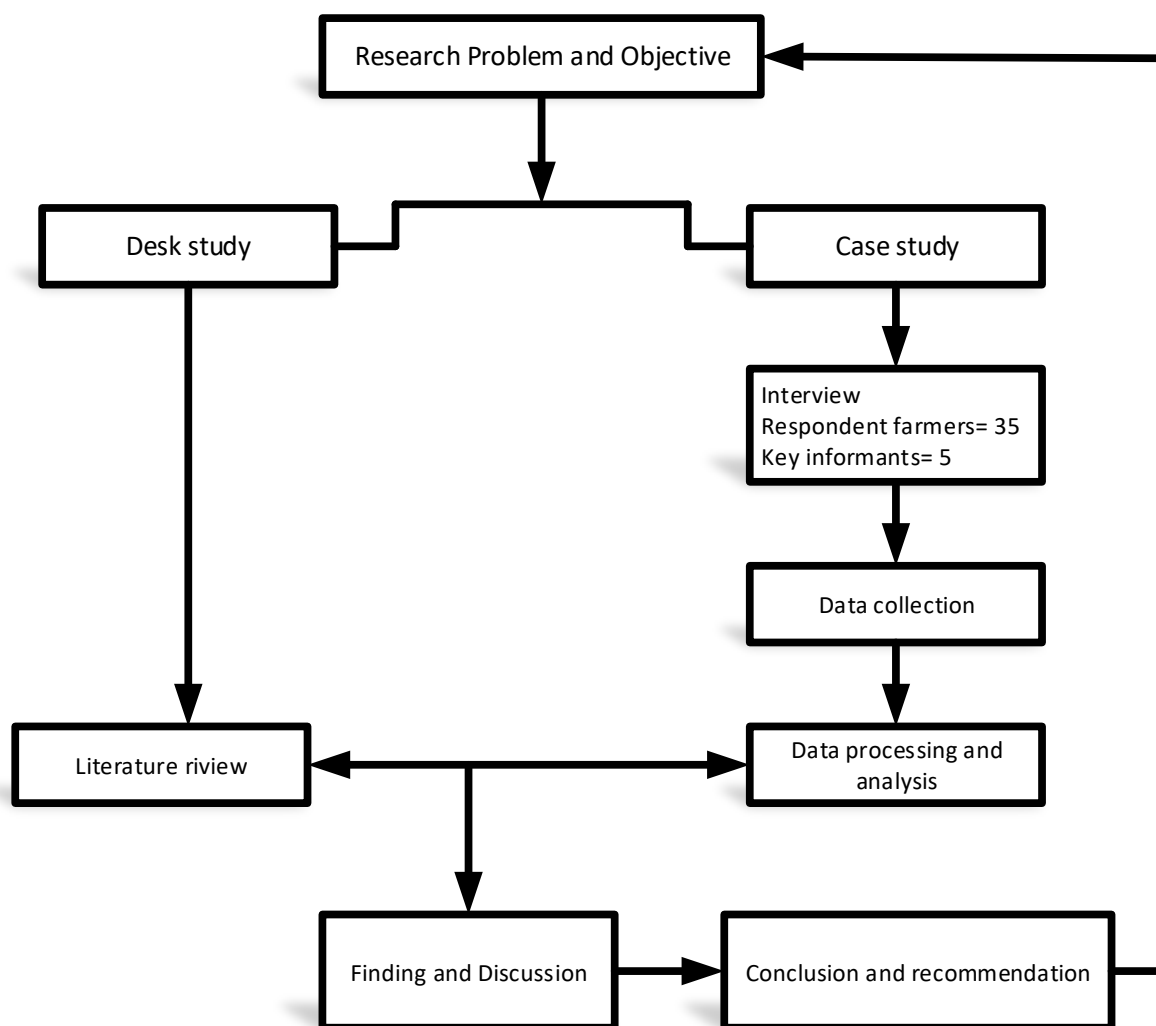 Research Problem and Objective
Desk study
Case study
Interview
Respondent farmers= 35
Key informants= 5
Data collection
Literature riview
Data processing and
analysis
Finding and Discussion
Conclusion and recommendation